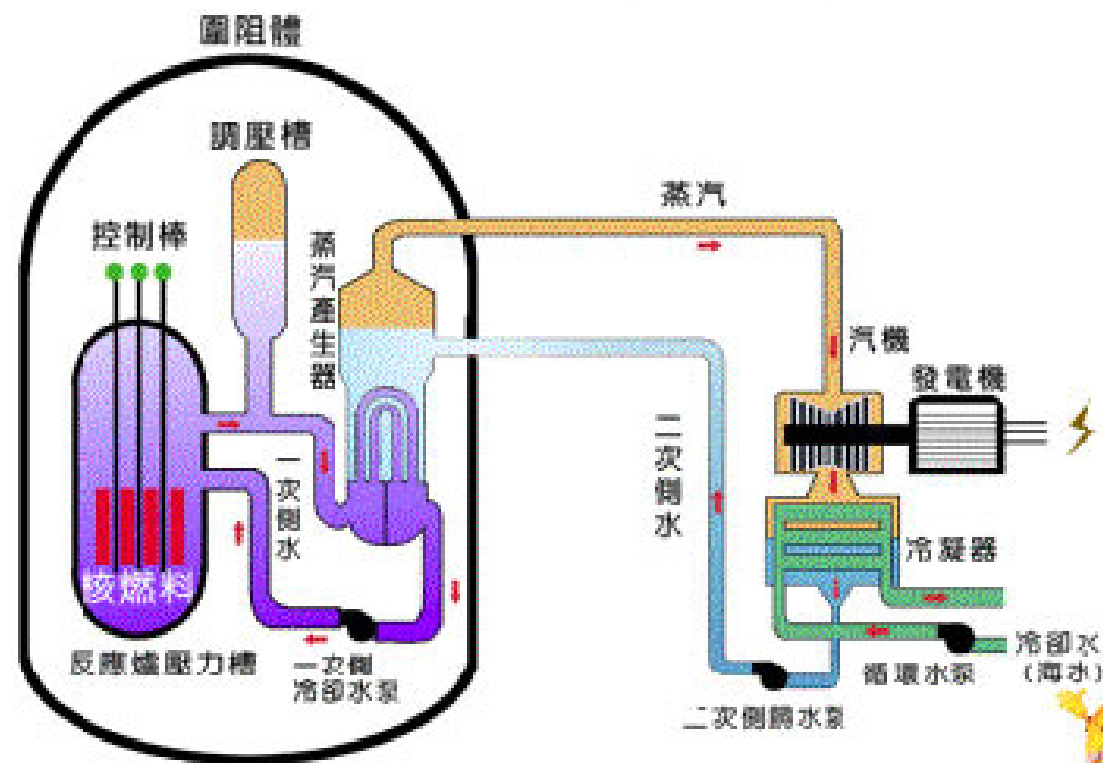 圍阻體
調壓槽
控制棒
蒸汽產生器
蒸汽
汽機
發電機
一次側水
二次側水
冷凝器
核燃料
反應爐壓力槽
一次側
冷卻水泵
二次側飼水泵
循環水泵
冷卻水
(海水)